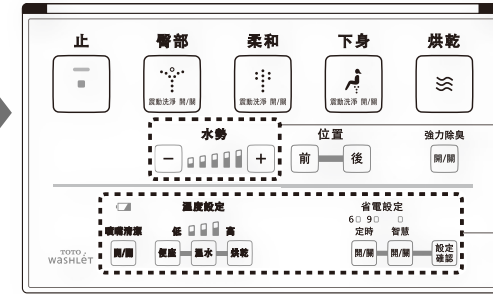 止 臀部 柔和 下身 烘乾
震動洗淨 開/關 震動洗淨 開/關 震動洗淨 開/關
水勢 位置 強力除臭
− + 前 後 開/關
溫度設定 省電設定
6 9
噴嘴清潔 低 高 定時 智慧
開/關 便座 溫水 烘乾 開/關 開/關 設定
確認
TOTO
WASHLET